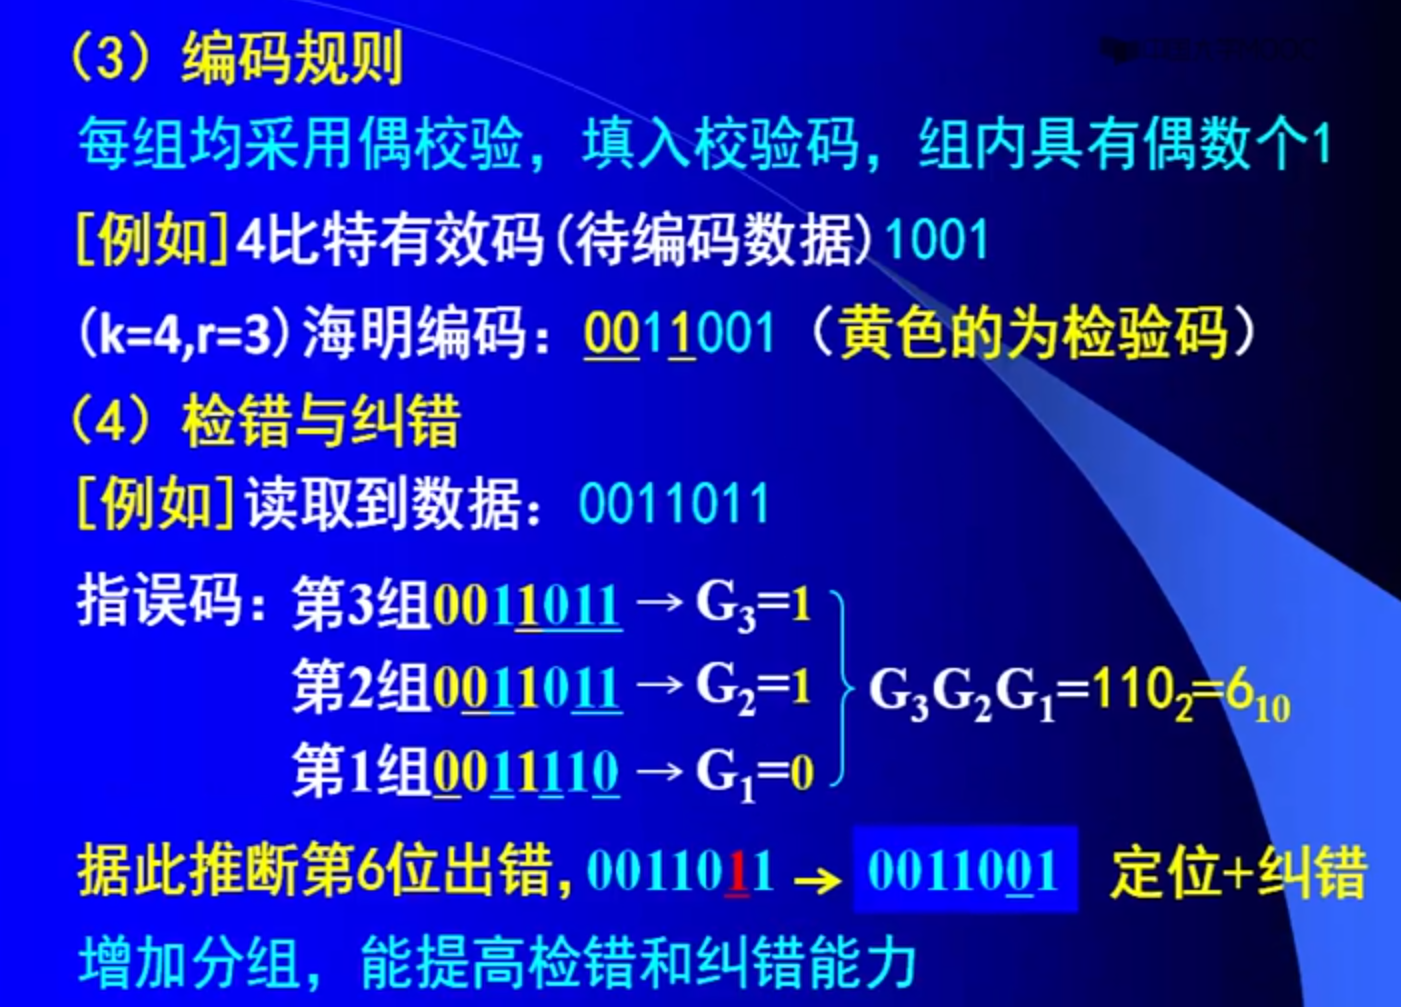 （3）编码规则
每组均采用偶校验，填入校验码，组内具有偶数个1
[例如]4比特有效码(待编码数据)1001
(k=4,r=3)海明编码：0011001（黄色的为检验码）
（4）检错与纠错
[例如]读取到数据：0011011
指误码：第3组0011011→G₃=1
第2组0011011→G₂=1
G₃G₂G₁=110₂=6₁₀
第1组0011110→G₁=0
据此推断第6位出错，0011011→0011001 定位+纠错
增加分组，能提高检错和纠错能力